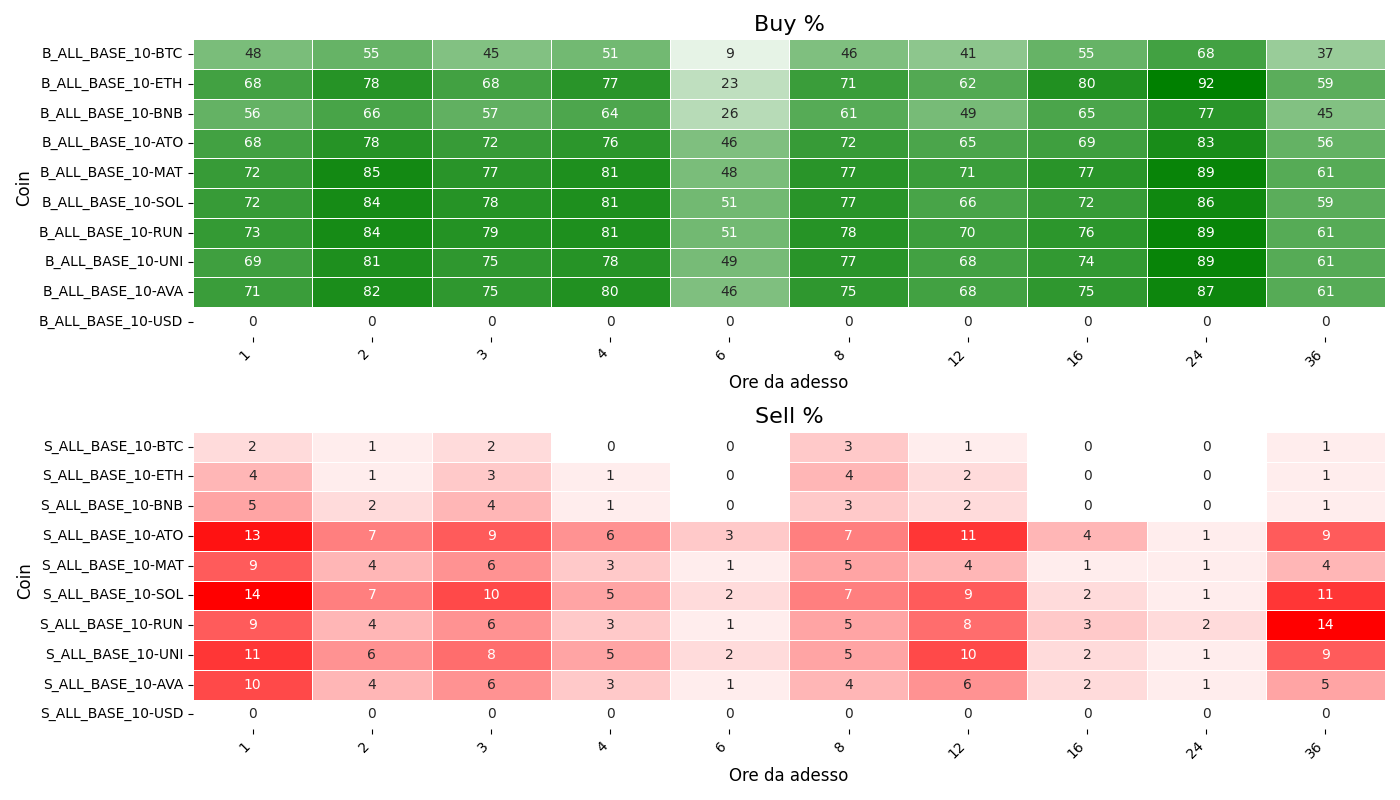 Buy %
Coin
B_ALL_BASE_10-BTC 48 55 45 51 9 46 41 55 68 37
B_ALL_BASE_10-ETH 68 78 68 77 23 71 62 80 92 59
B_ALL_BASE_10-BNB 56 66 57 64 26 61 49 65 77 45
B_ALL_BASE_10-ATO 68 78 72 76 46 72 65 69 83 56
B_ALL_BASE_10-MAT 72 85 77 81 48 77 71 77 89 61
B_ALL_BASE_10-SOL 72 84 78 81 51 77 66 72 86 59
B_ALL_BASE_10-RUN 73 84 79 81 51 78 70 76 89 61
B_ALL_BASE_10-UNI 69 81 75 78 49 77 68 74 89 61
B_ALL_BASE_10-AVA 71 82 75 80 46 75 68 75 87 61
B_ALL_BASE_10-USD 0 0 0 0 0 0 0 0 0 0
1 2 3 4 6 8 12 16 24 36
Ore da adesso
Sell %
Coin
S_ALL_BASE_10-BTC 2 1 2 0 0 3 1 0 0 1
S_ALL_BASE_10-ETH 4 1 3 1 0 4 2 0 0 1
S_ALL_BASE_10-BNB 5 2 4 1 0 3 2 0 0 1
S_ALL_BASE_10-ATO 13 7 9 6 3 7 11 4 1 9
S_ALL_BASE_10-MAT 9 4 6 3 1 5 4 1 1 4
S_ALL_BASE_10-SOL 14 7 10 5 2 7 9 2 1 11
S_ALL_BASE_10-RUN 9 4 6 3 1 5 8 3 2 14
S_ALL_BASE_10-UNI 11 6 8 5 2 5 10 2 1 9
S_ALL_BASE_10-AVA 10 4 6 3 1 4 6 2 1 5
S_ALL_BASE_10-USD 0 0 0 0 0 0 0 0 0 0
1 2 3 4 6 8 12 16 24 36
Ore da adesso